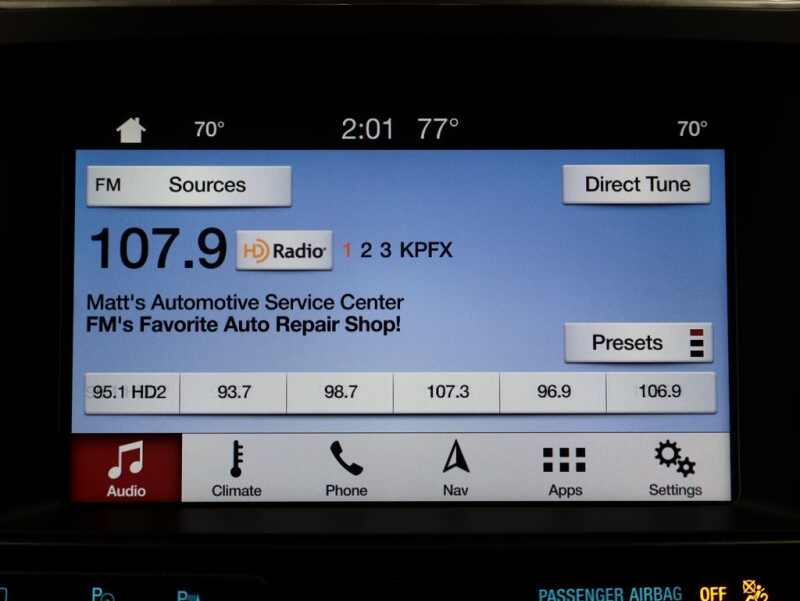 70° 2:01 77° 70°
FM Sources Direct Tune
107.9 HD Radio 1 2 3 KPFX
Matt's Automotive Service Center
FM's Favorite Auto Repair Shop!
Presets
95.1 HD2 93.7 98.7 107.3 96.9 106.9
Audio Climate Phone Nav Apps Settings
P P PASSENGER AIRBAG OFF